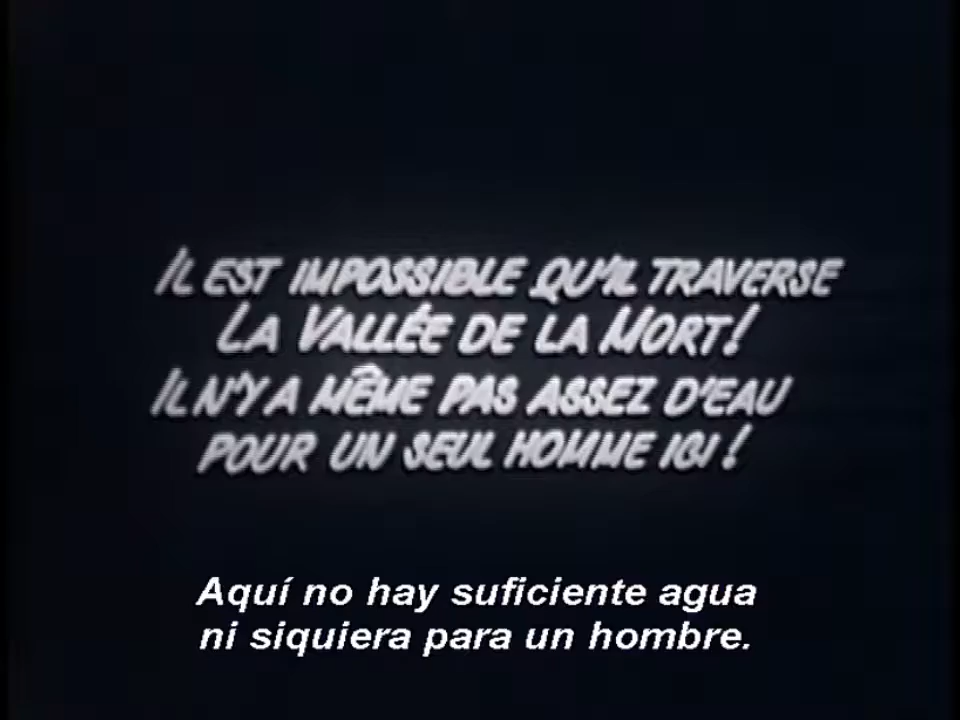 IL EST IMPOSSIBLE QU'IL TRAVERSE
LA VALLÉE DE LA MORT!
IL N'Y A MÊME PAS ASSEZ D'EAU
POUR UN SEUL HOMME ICI!
Aquí no hay suficiente agua
ni siquiera para un hombre.